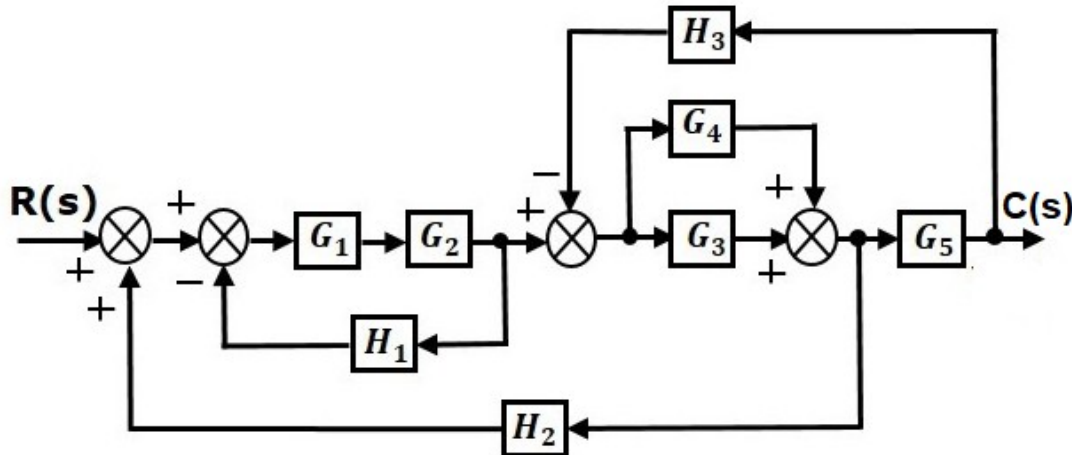 H₃
G₄
R(s)
+
+
−
+
−
+
G₁
G₂
+
−
G₃
+
+
G₅
C(s)
H₁
H₂